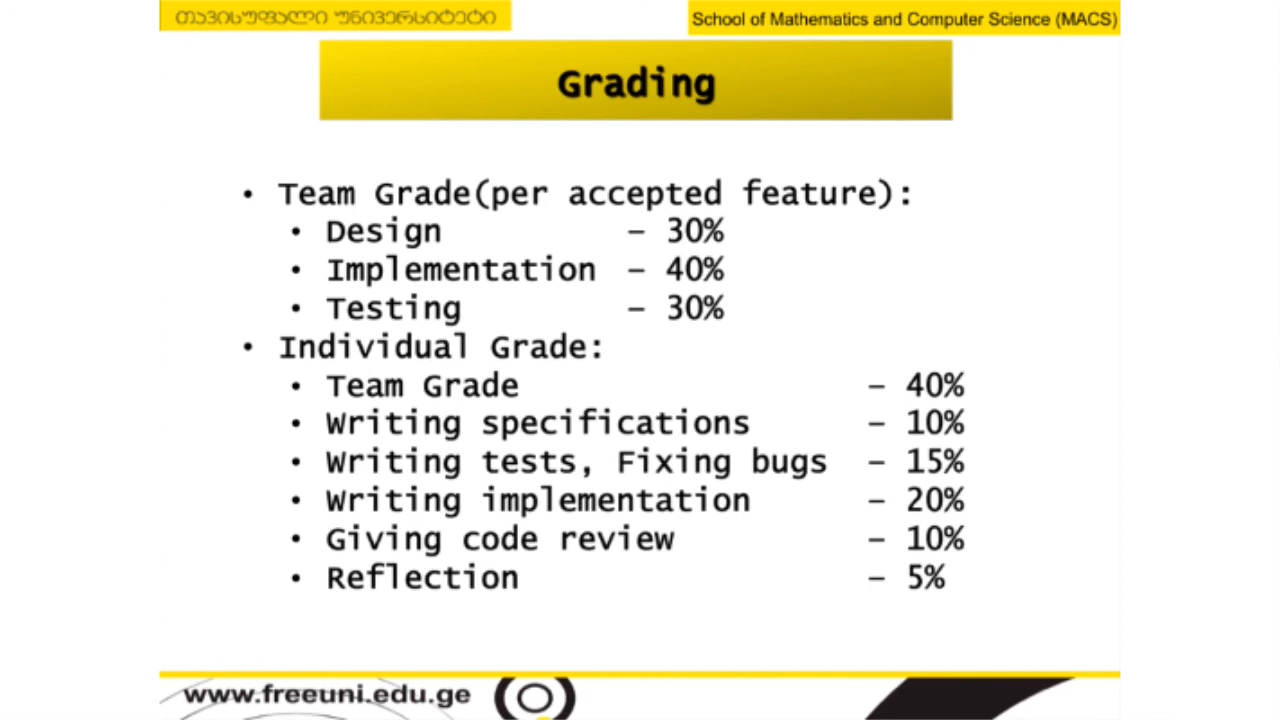 თავისუფალი უნივერსიტეტი
School of Mathematics and Computer Science (MACS)
Grading
• Team Grade(per accepted feature):
• Design – 30%
• Implementation – 40%
• Testing – 30%
• Individual Grade:
• Team Grade – 40%
• Writing specifications – 10%
• Writing tests, Fixing bugs – 15%
• Writing implementation – 20%
• Giving code review – 10%
• Reflection – 5%
www.freeuni.edu.ge